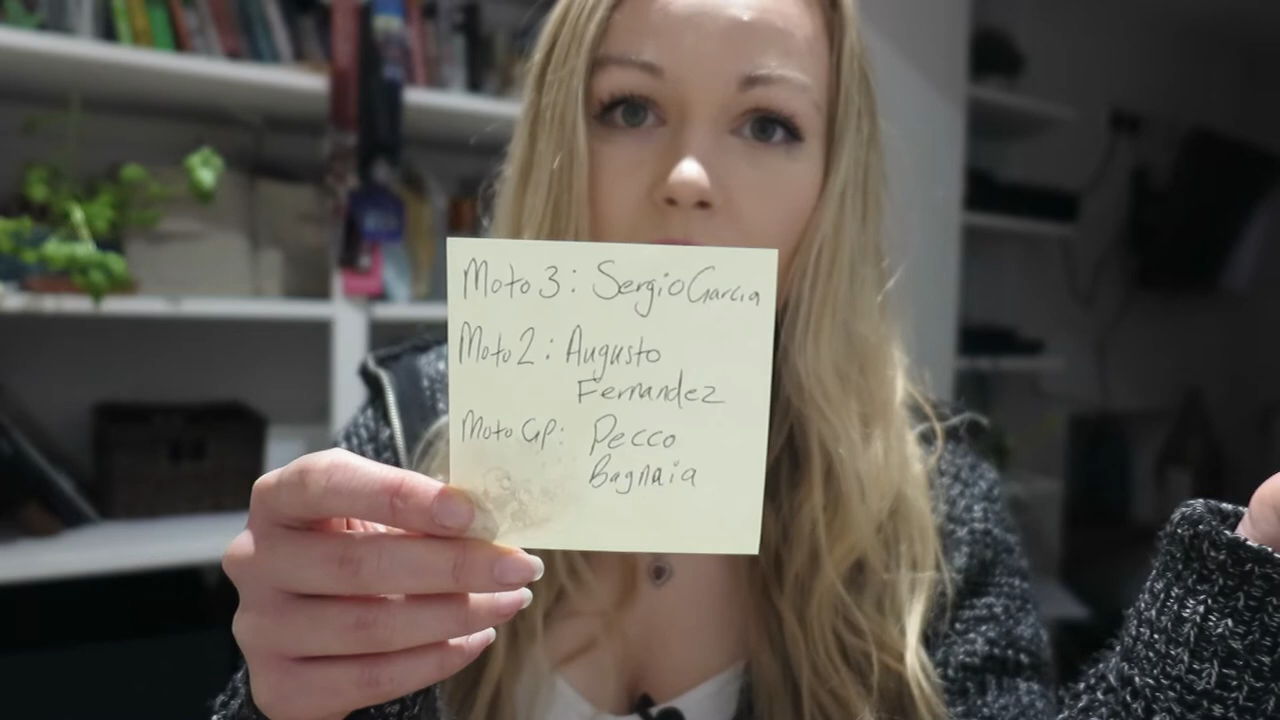 Moto 3: Sergio Garcia
Moto 2: Augusto
Fernandez
Moto GP: Pecco
Bagnaia